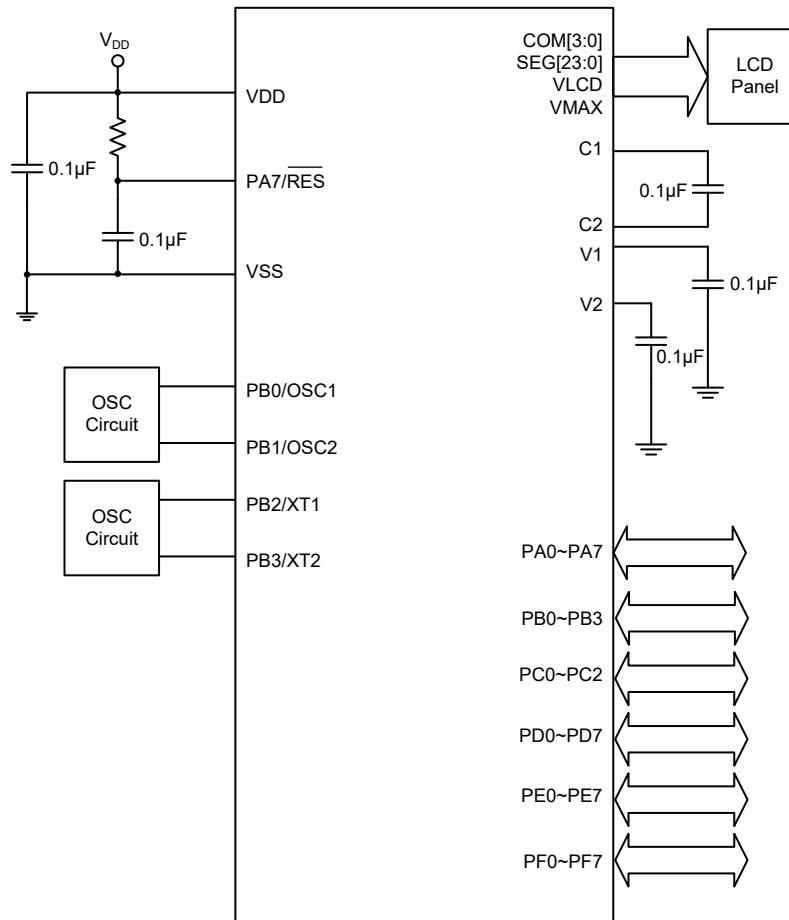 VDD
VDD
0.1µF
PA7/RES
0.1µF
VSS
OSC
Circuit
PB0/OSC1
PB1/OSC2
OSC
Circuit
PB2/XT1
PB3/XT2
COM[3:0]
SEG[23:0]
VLCD
VMAX
LCD
Panel
C1
0.1µF
C2
V1
0.1µF
V2
0.1µF
PA0~PA7
PB0~PB3
PC0~PC2
PD0~PD7
PE0~PE7
PF0~PF7